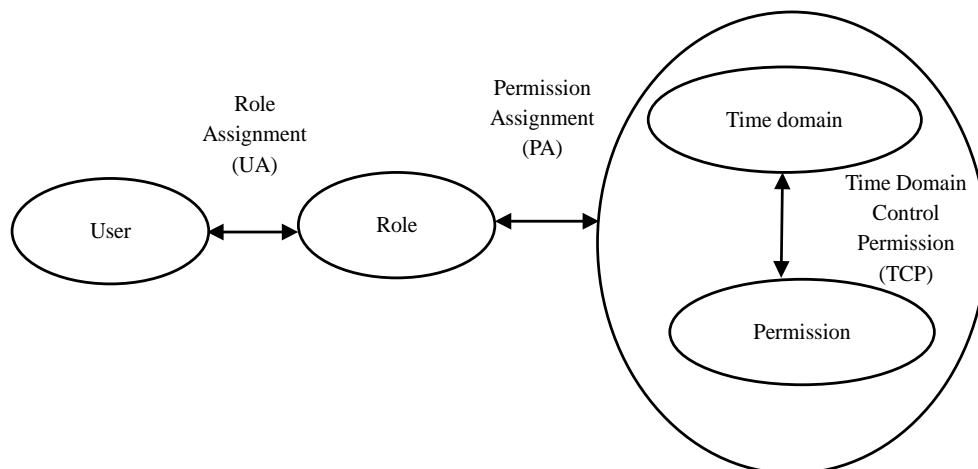 Role
Assignment
(UA)
Permission
Assignment
(PA)
Time domain
Time Domain
Control
Permission
(TCP)
User
Role
Permission